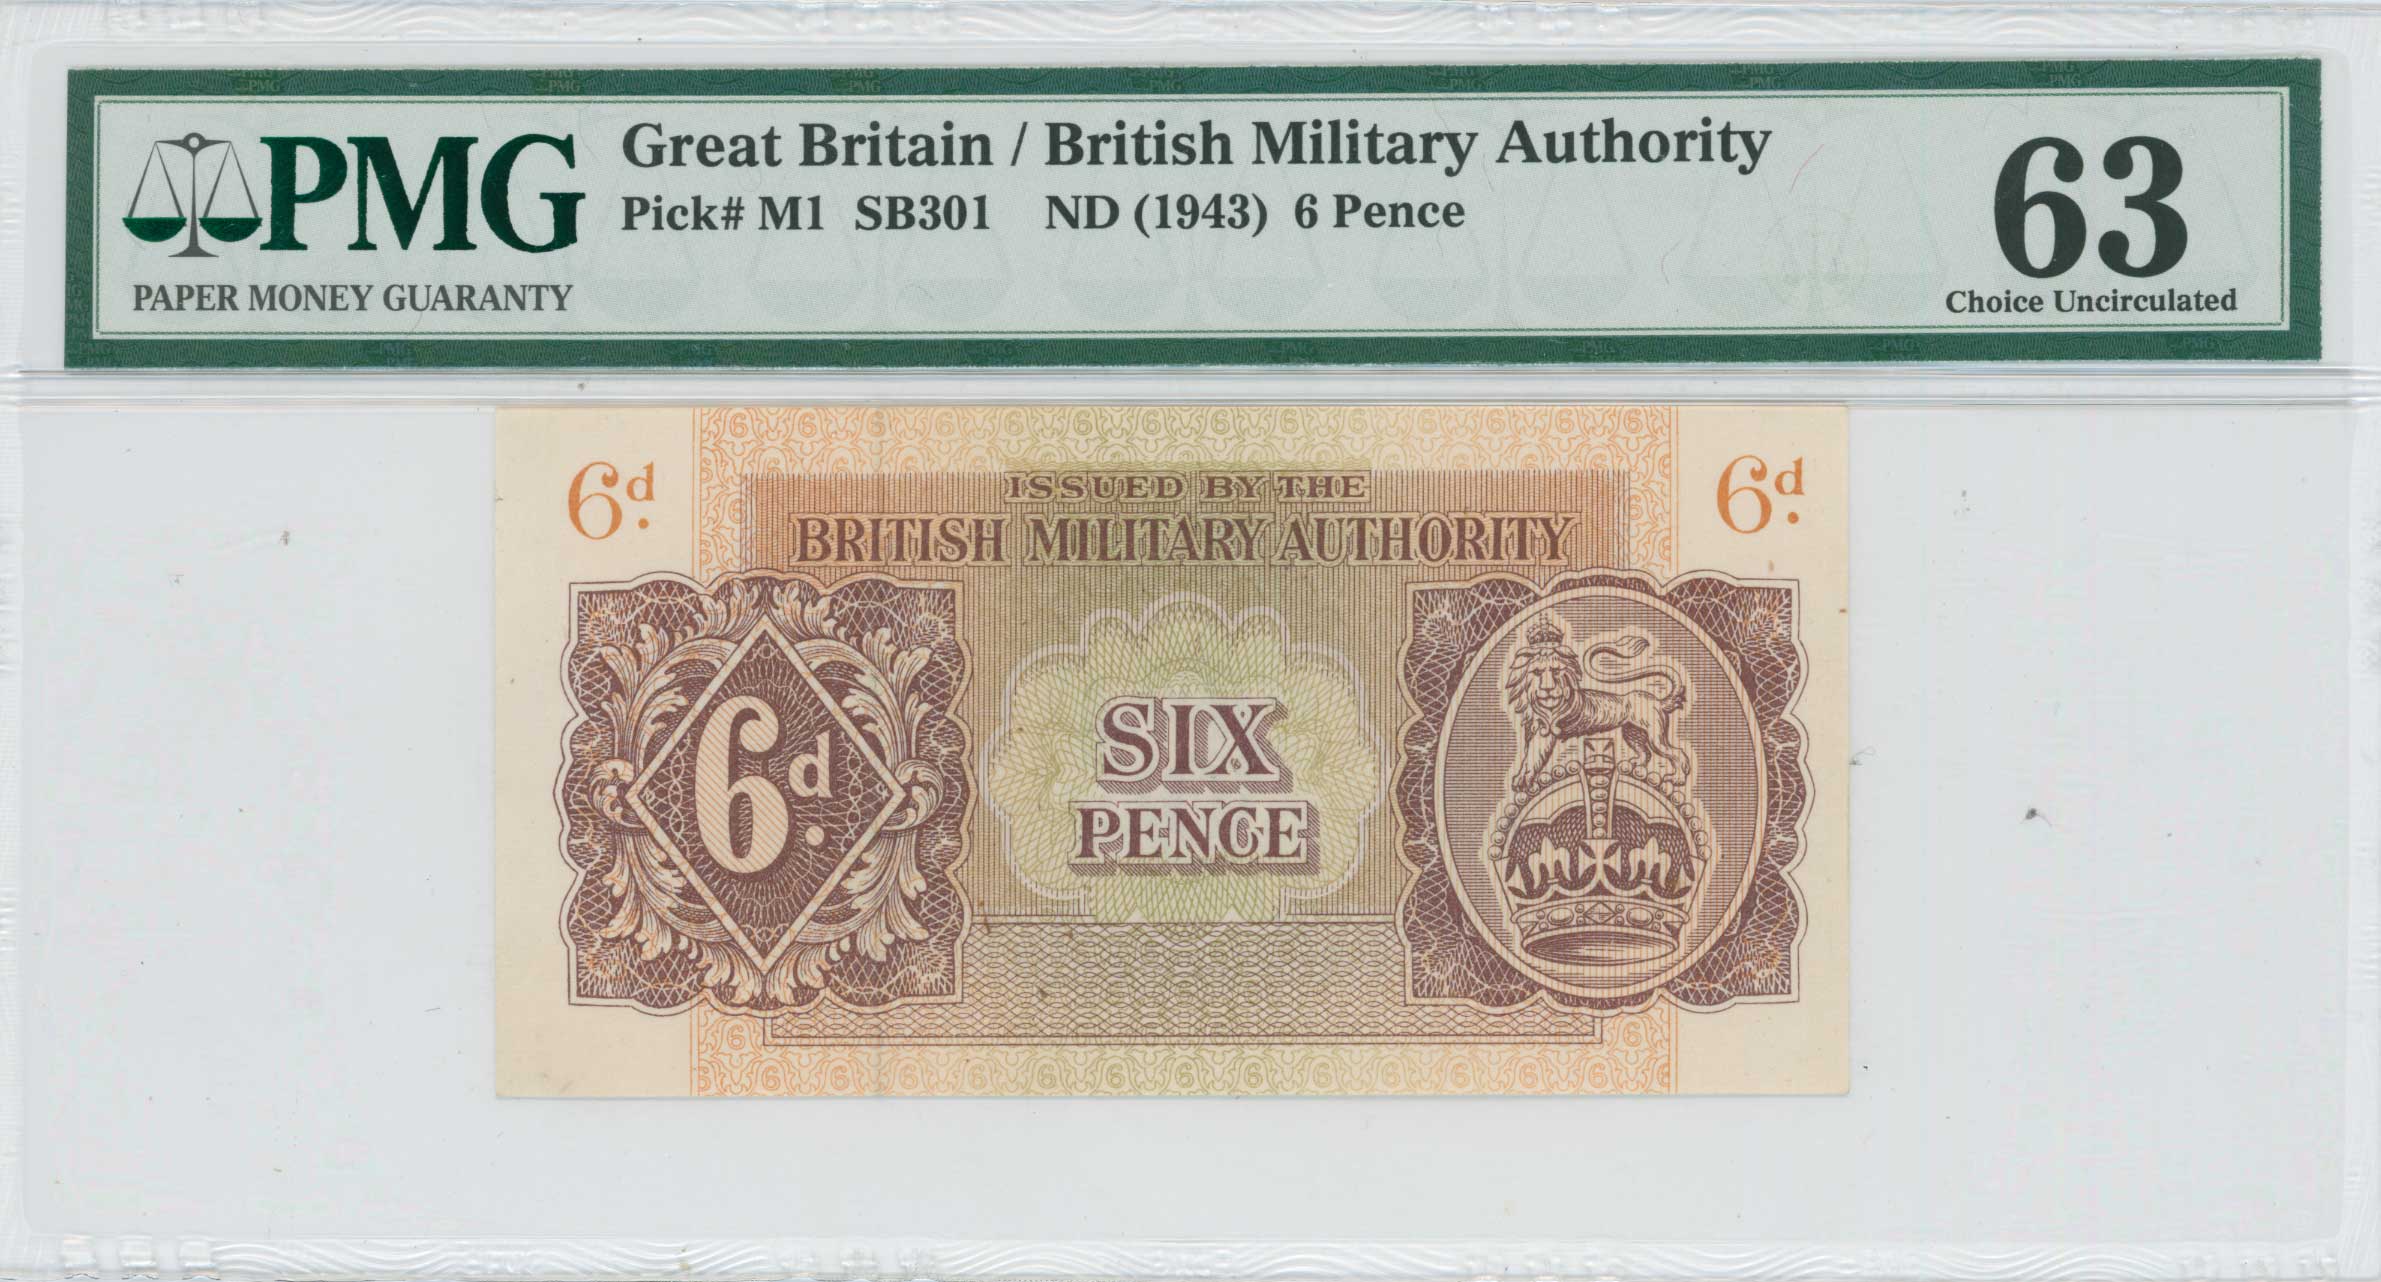 PMG
PAPER MONEY GUARANTY
Great Britain / British Military Authority
Pick# M1 SB301 ND (1943) 6 Pence
63
Choice Uncirculated
6d.
6d.
ISSUED BY THE
BRITISH MILITARY AUTHORITY
6d.
SIX
PENCE